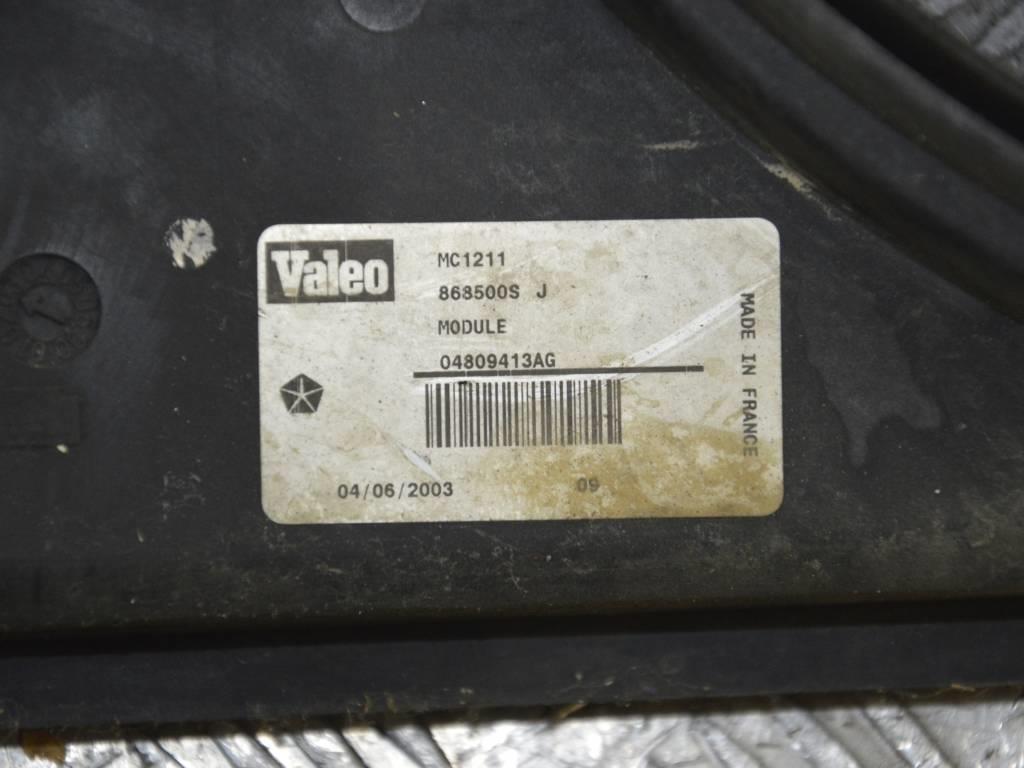 Valeo
MC1211
868500S J
MODULE
04809413AG
MADE IN FRANCE
04/06/2003
09